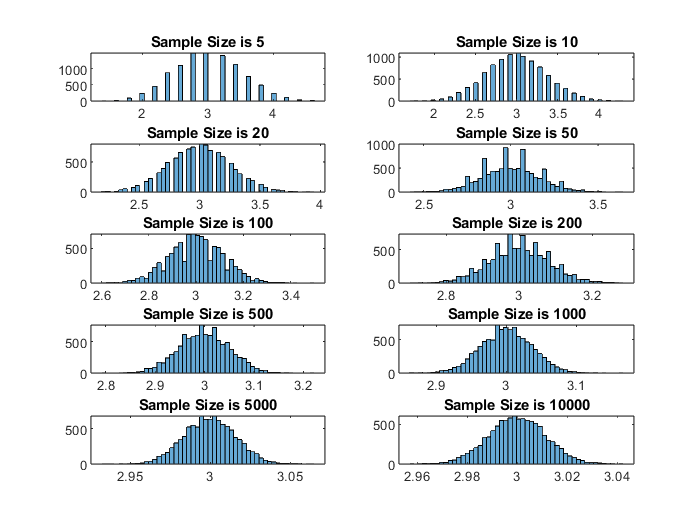 Sample Size is 5
1000
500
0
2 3 4
Sample Size is 10
1000
500
0
2 2.5 3 3.5 4
Sample Size is 20
500
0
2.5 3 3.5 4
Sample Size is 50
1000
500
0
2.5 3 3.5
Sample Size is 100
500
0
2.6 2.8 3 3.2 3.4
Sample Size is 200
500
0
2.8 3 3.2
Sample Size is 500
500
0
2.8 2.9 3 3.1 3.2
Sample Size is 1000
500
0
2.9 3 3.1
Sample Size is 5000
500
0
2.95 3 3.05
Sample Size is 10000
500
0
2.96 2.98 3 3.02 3.04